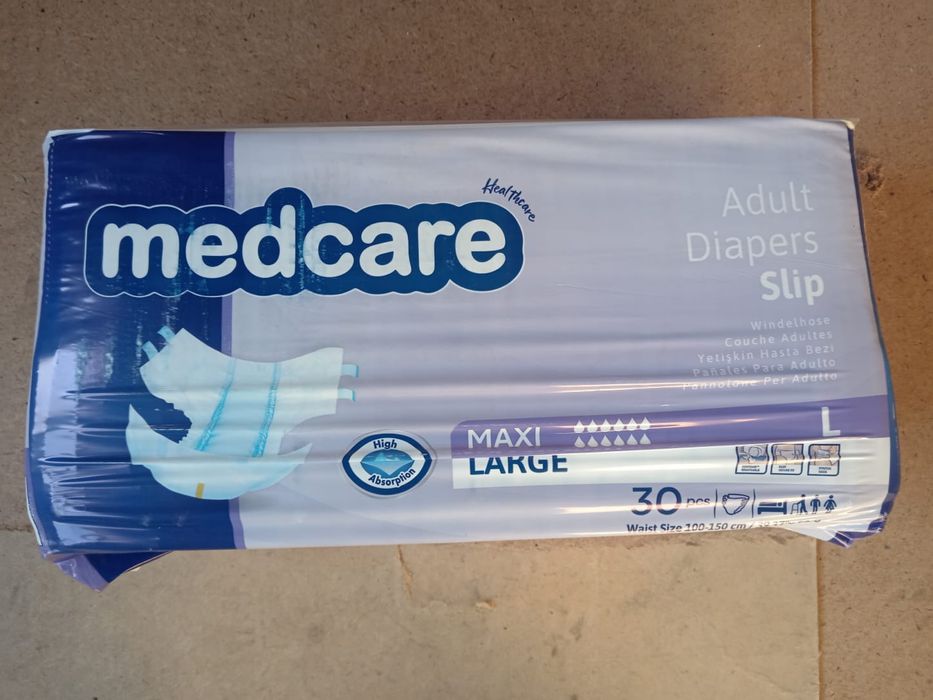 Healthcare
medcare
Adult
Diapers
Slip
Windelhose
Couche Adultes
Yetişkin Hasta Bezi
Pañales Para Adulto
Pannolone Per Adulto
High
Absorption
MAXI
L
LARGE
30 pcs
Waist Size 100-150 cm /